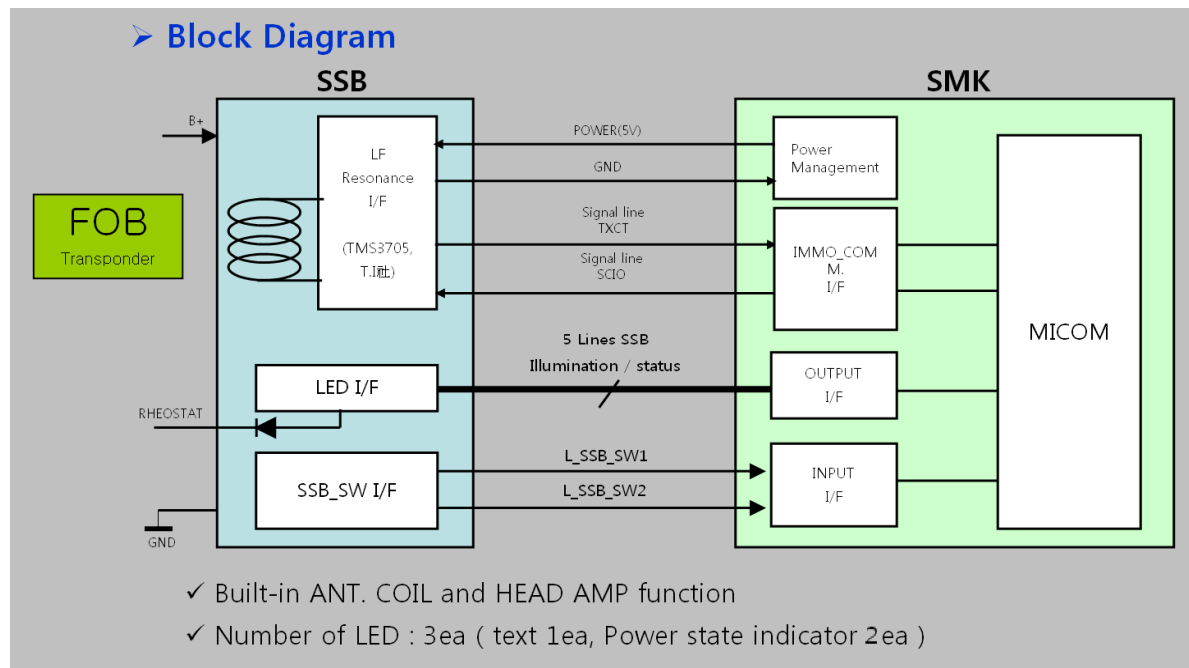 Block Diagram
SSB
SMK
B+
FOB
Transponder
LF
Resonance
I/F
(TMS3705,
T.I社)
POWER(5V)
GND
Signal line
TXCT
Signal line
SCIO
Power
Management
IMMO_COM
M.
I/F
MICOM
5 Lines SSB
Illumination / status
LED I/F
OUTPUT
I/F
RHEOSTAT
SSB_SW I/F
L_SSB_SW1
L_SSB_SW2
INPUT
I/F
GND
✓ Built-in ANT. COIL and HEAD AMP function
✓ Number of LED : 3ea ( text 1ea, Power state indicator 2ea )